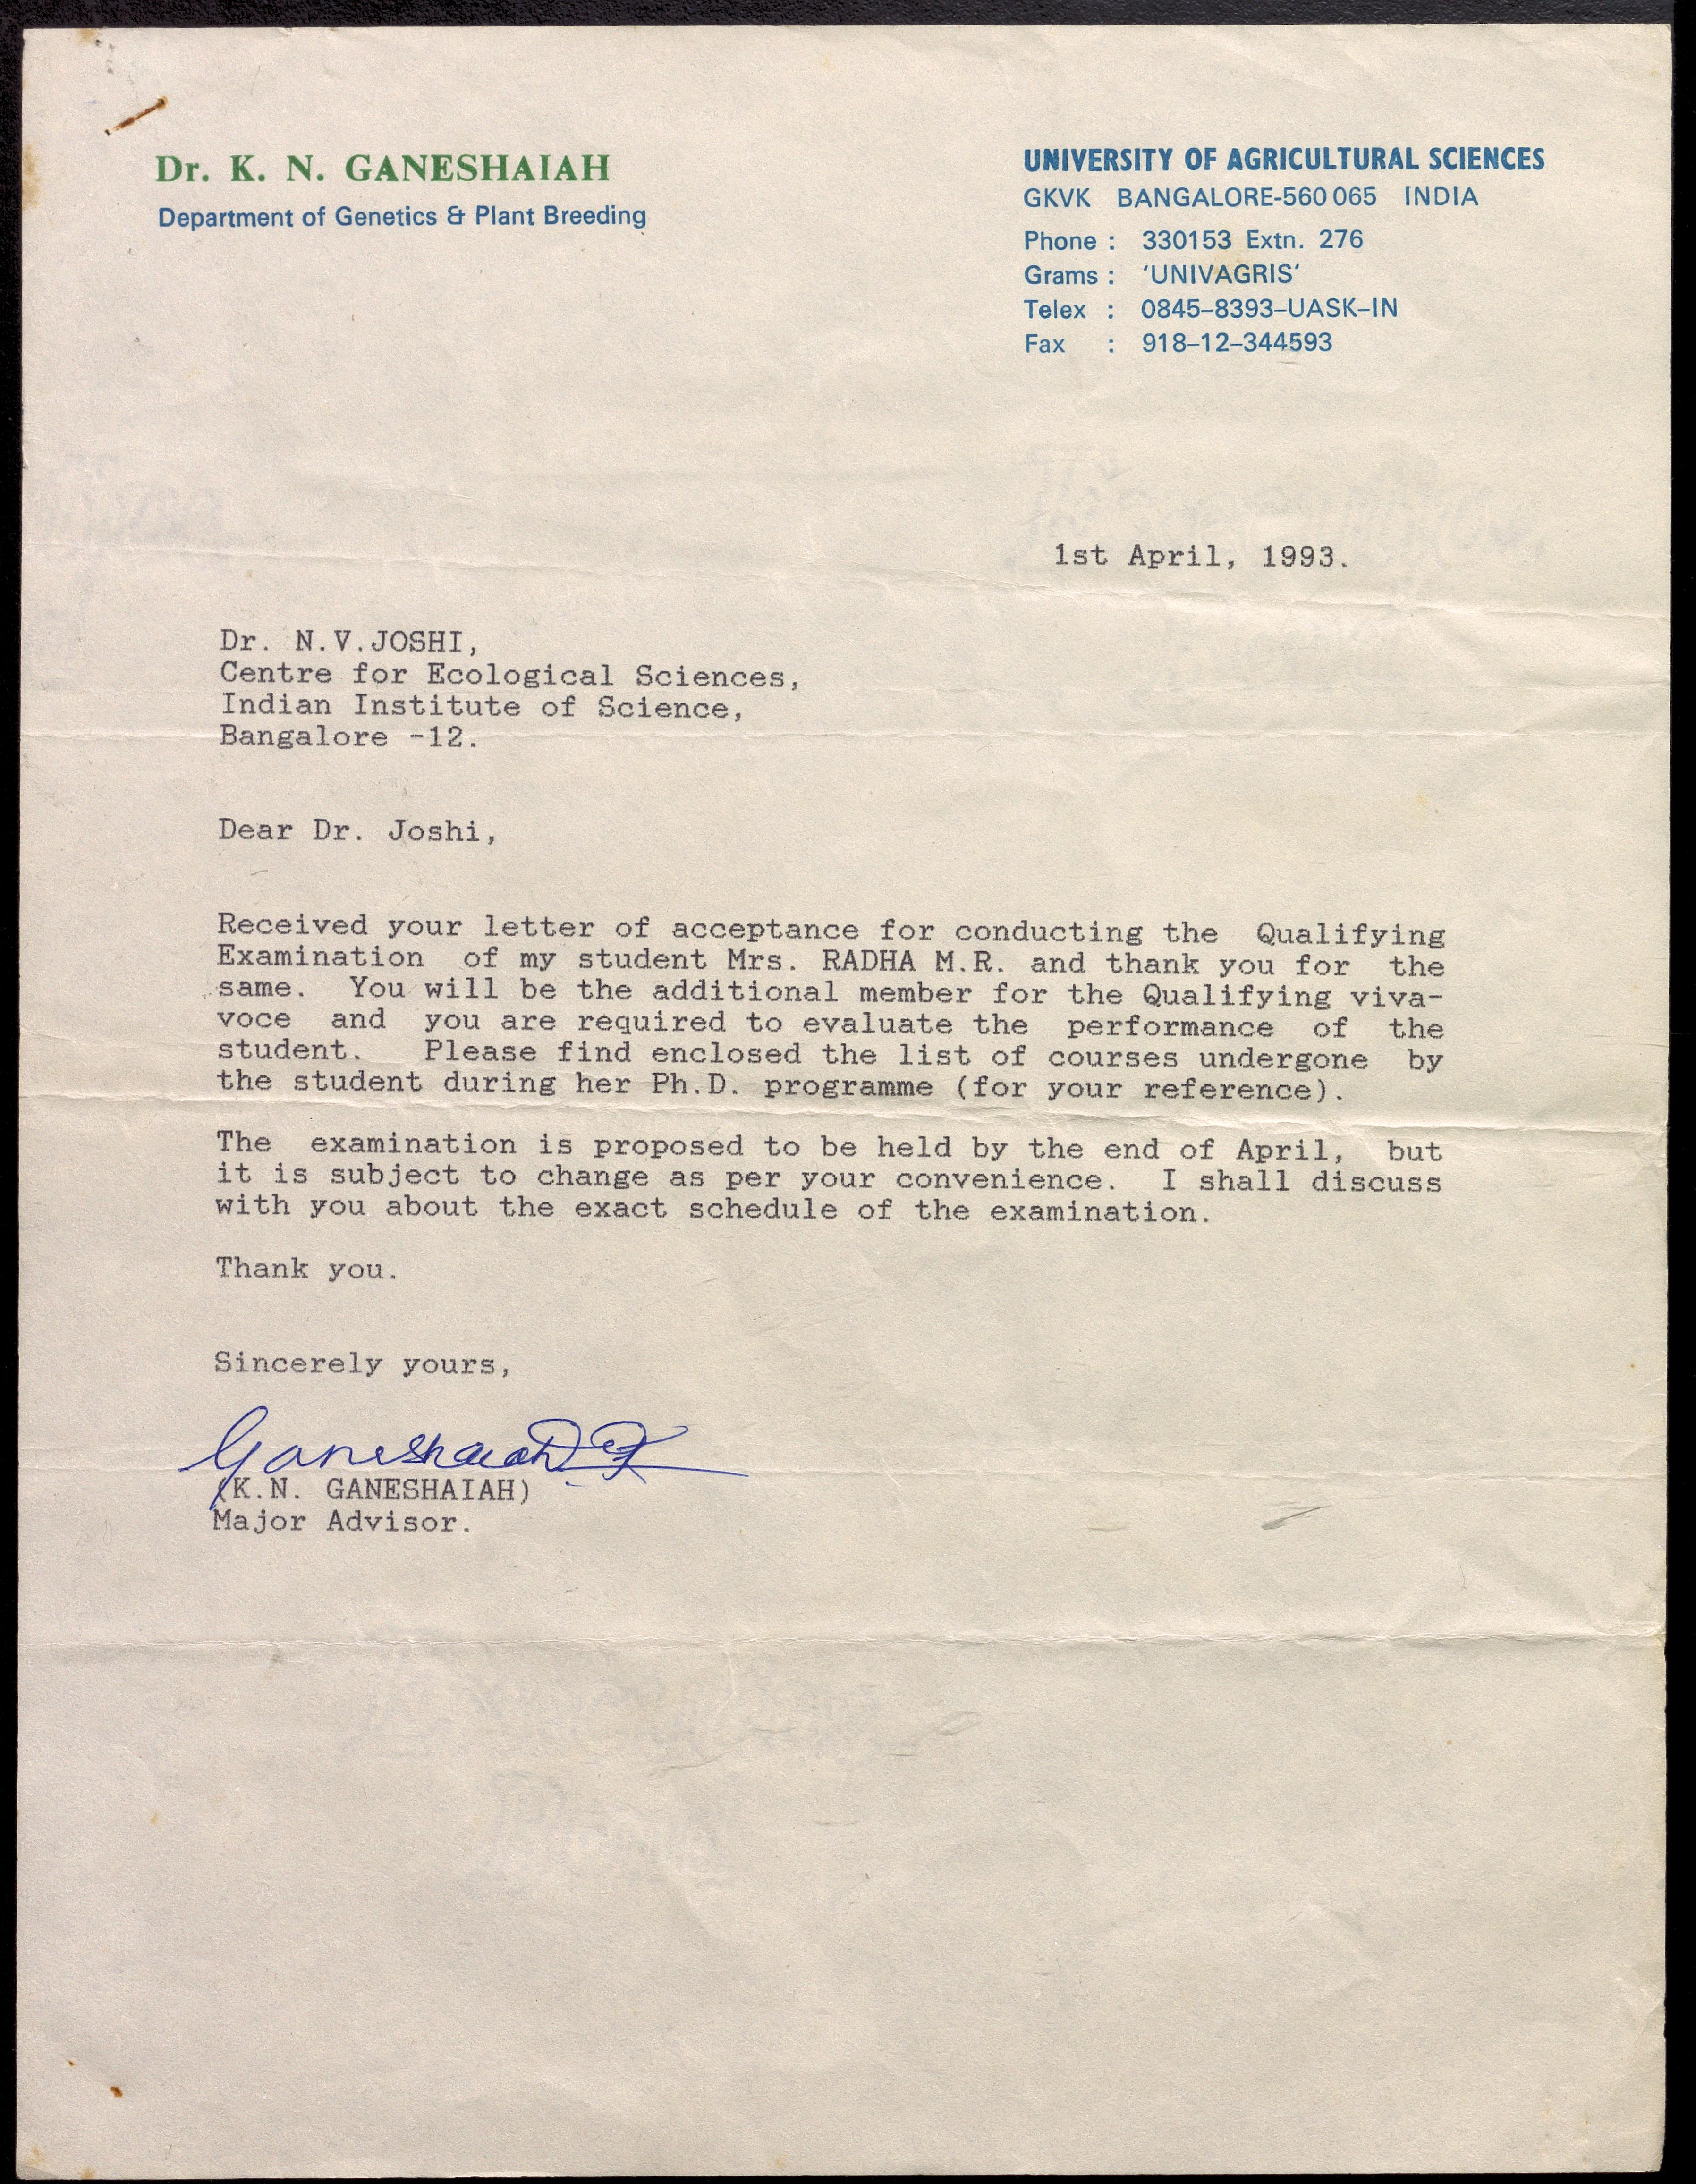 Dr. K. N. GANESHAIAH
Department of Genetics & Plant Breeding
UNIVERSITY OF AGRICULTURAL SCIENCES
GKVK BANGALORE-560 065 INDIA
Phone : 330153 Extn. 276
Grams : 'UNIVAGRIS'
Telex : 0845–8393–UASK–IN
Fax : 918–12–344593
1st April, 1993.
Dr. N.V.JOSHI,
Centre for Ecological Sciences,
Indian Institute of Science,
Bangalore -12.
Dear Dr. Joshi,
Received your letter of acceptance for conducting the Qualifying
Examination of my student Mrs. RADHA M.R. and thank you for the
same. You will be the additional member for the Qualifying viva-
voce and you are required to evaluate the performance of the
student. Please find enclosed the list of courses undergone by
the student during her Ph.D. programme (for your reference).
The examination is proposed to be held by the end of April, but
it is subject to change as per your convenience. I shall discuss
with you about the exact schedule of the examination.
Thank you.
Sincerely yours,
Ganeshaiah
(K.N. GANESHAIAH)
Major Advisor.